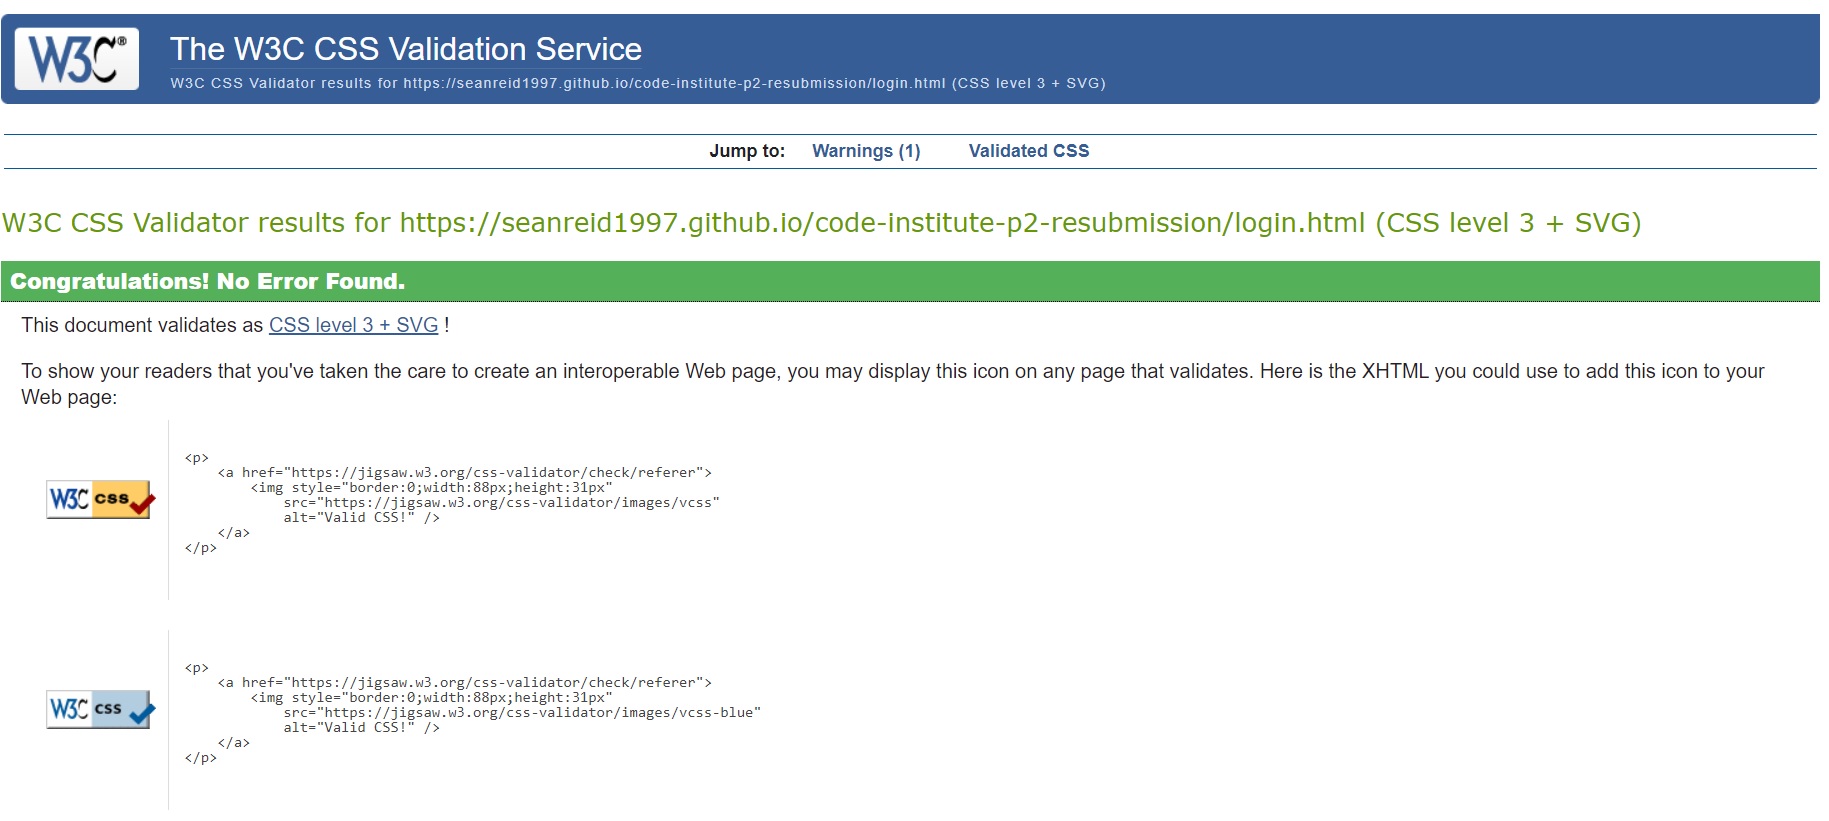 W3C®
The W3C CSS Validation Service
W3C CSS Validator results for https://seanreid1997.github.io/code-institute-p2-resubmission/login.html (CSS level 3 + SVG)
Jump to: Warnings (1) Validated CSS
W3C CSS Validator results for https://seanreid1997.github.io/code-institute-p2-resubmission/login.html (CSS level 3 + SVG)
Congratulations! No Error Found.
This document validates as CSS level 3 + SVG !
To show your readers that you've taken the care to create an interoperable Web page, you may display this icon on any page that validates. Here is the XHTML you could use to add this icon to your
Web page:
W3C css
<p>
    <a href="https://jigsaw.w3.org/css-validator/check/referer">
        <img style="border:0;width:88px;height:31px"
            src="https://jigsaw.w3.org/css-validator/images/vcss"
            alt="Valid CSS!" />
    </a>
</p>
W3C css
<p>
    <a href="https://jigsaw.w3.org/css-validator/check/referer">
        <img style="border:0;width:88px;height:31px"
            src="https://jigsaw.w3.org/css-validator/images/vcss-blue"
            alt="Valid CSS!" />
    </a>
</p>